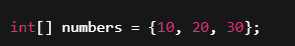 int[] numbers = {10, 20, 30};